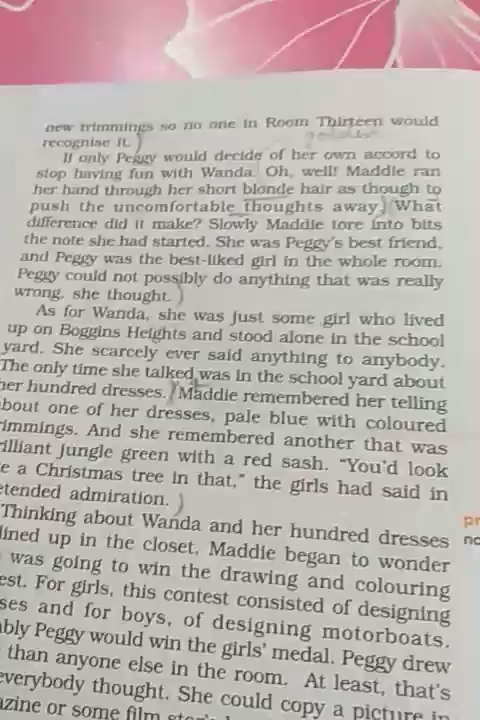 new trimmings so no one in Room Thirteen would
golden
recognise it.
If only Peggy would decide of her own accord to
stop having fun with Wanda. Oh, well! Maddie ran
her hand through her short blonde hair as though to
push the uncomfortable thoughts away. What
difference did it make? Slowly Maddie tore into bits
the note she had started. She was Peggy's best friend,
and Peggy was the best-liked girl in the whole room.
Peggy could not possibly do anything that was really
wrong, she thought.
As for Wanda, she was just some girl who lived
up on Boggins Heights and stood alone in the school
yard. She scarcely ever said anything to anybody.
The only time she talked was in the school yard about
her hundred dresses. Maddie remembered her telling
about one of her dresses, pale blue with coloured
rimmings. And she remembered another that was
rilliant jungle green with a red sash. “You'd look
e a Christmas tree in that,” the girls had said in
etended admiration.
Thinking about Wanda and her hundred dresses
lined up in the closet, Maddie began to wonder
was going to win the drawing and colouring
est. For girls, this contest consisted of designing
ses and for boys, of designing motorboats.
ably Peggy would win the girls' medal. Peggy drew
than anyone else in the room. At least, that's
everybody thought. She could copy a picture in
azine or some film star's
pr
no